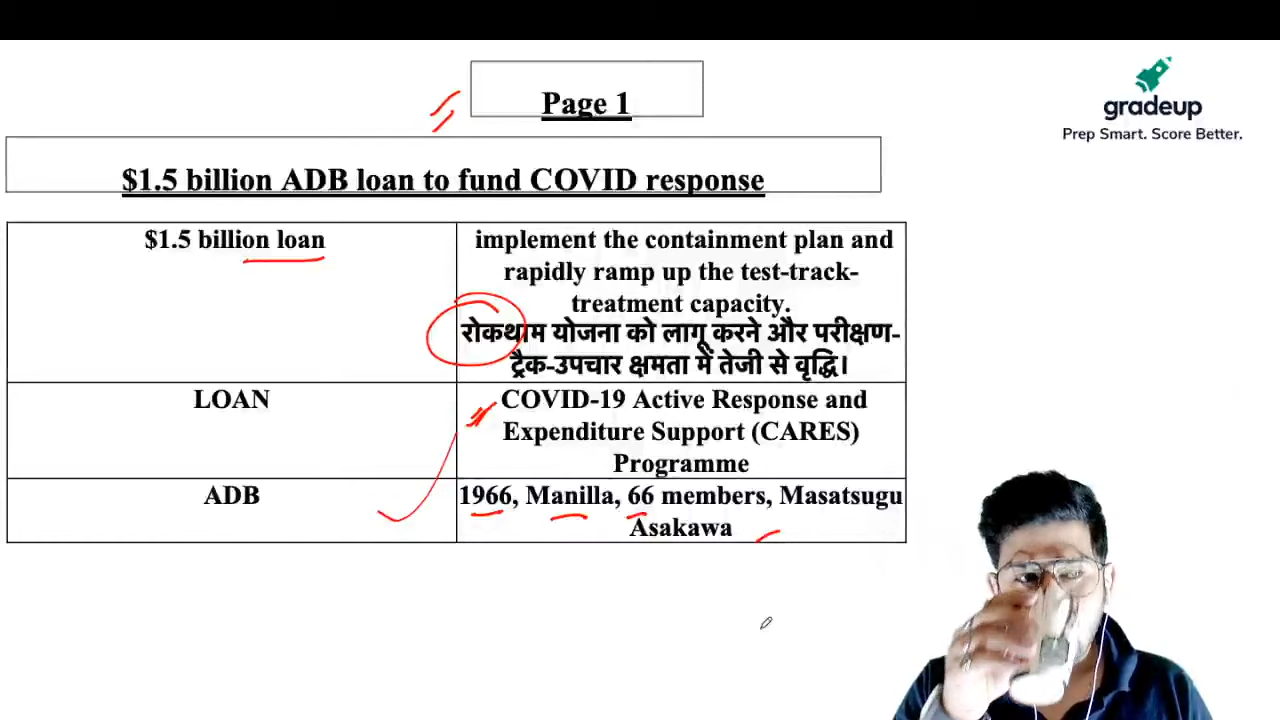 Page 1
gradeup
Prep Smart. Score Better.
$1.5 billion ADB loan to fund COVID response
$1.5 billion loan
implement the containment plan and
rapidly ramp up the test-track-
treatment capacity.
रोकथाम योजना को लागू करने और परीक्षण-
ट्रैक-उपचार क्षमता में तेजी से वृद्धि।
LOAN
COVID-19 Active Response and
Expenditure Support (CARES)
Programme
ADB
1966, Manilla, 66 members, Masatsugu
Asakawa